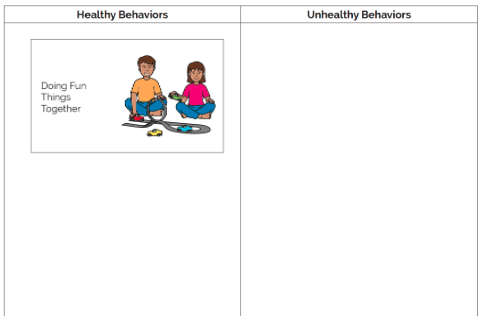 Healthy Behaviors
Unhealthy Behaviors
Doing Fun
Things
Together